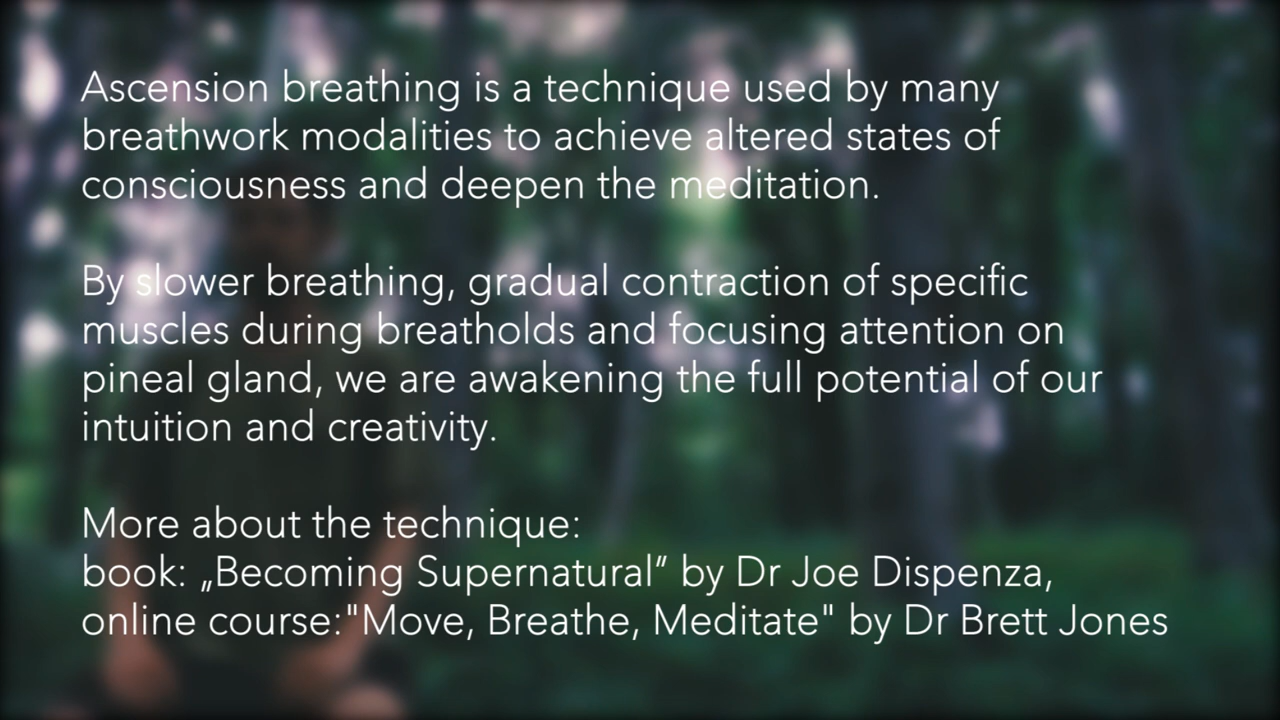 Ascension breathing is a technique used by many
breathwork modalities to achieve altered states of
consciousness and deepen the meditation.
By slower breathing, gradual contraction of specific
muscles during breatholds and focusing attention on
pineal gland, we are awakening the full potential of our
intuition and creativity.
More about the technique:
book: „Becoming Supernatural” by Dr Joe Dispenza,
online course:"Move, Breathe, Meditate" by Dr Brett Jones